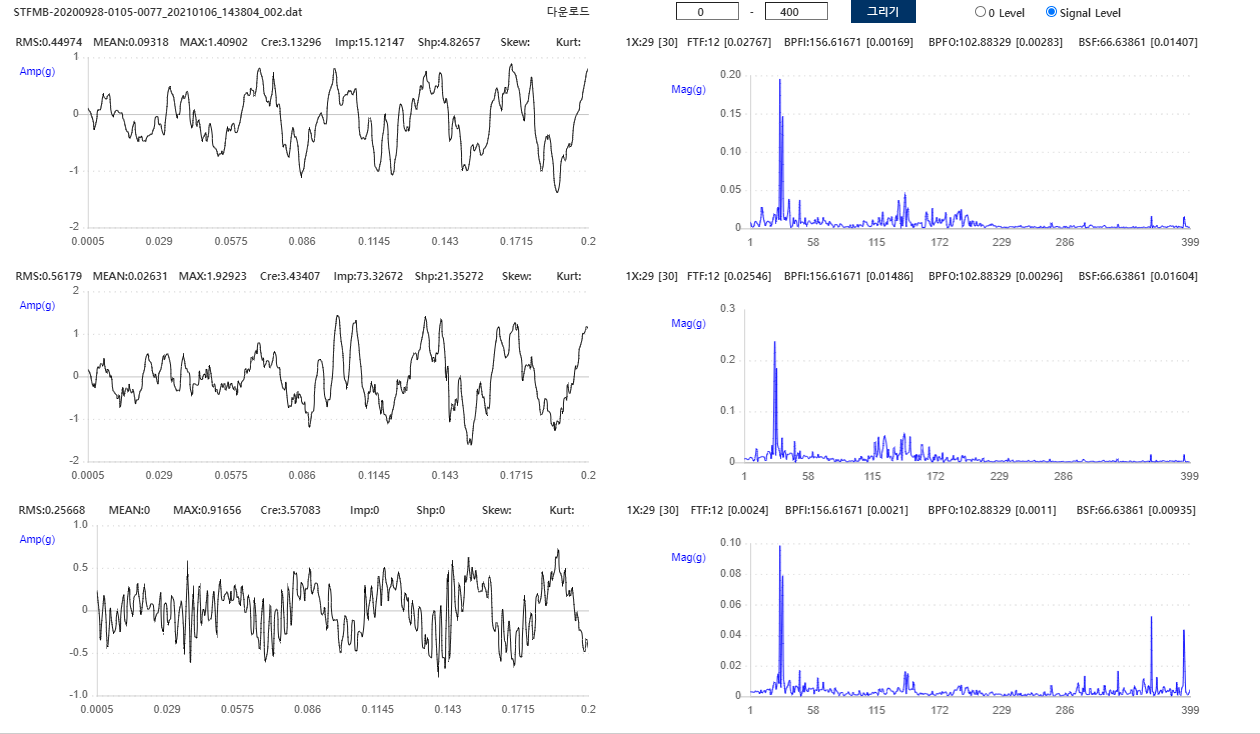 STFMB-20200928-0105-0077_20210106_143804_002.dat 다운로드 0 - 400 그리기 0 Level Signal Level
RMS:0.44974 MEAN:0.09318 MAX:1.40902 Cre:3.13296 Imp:15.12147 Shp:4.82657 Skew: Kurt:
Amp(g)
1
0
-1
-2
0.0005 0.029 0.0575 0.086 0.1145 0.143 0.1715 0.2
1X:29 [30] FTF:12 [0.02767] BPFI:156.61671 [0.00169] BPFO:102.88329 [0.00283] BSF:66.63861 [0.01407]
Mag(g)
0.20
0.15
0.10
0.05
0
1 58 115 172 229 286 399
RMS:0.56179 MEAN:0.02631 MAX:1.92923 Cre:3.43407 Imp:73.32672 Shp:21.35272 Skew: Kurt:
Amp(g)
2
1
0
-1
-2
0.0005 0.029 0.0575 0.086 0.1145 0.143 0.1715 0.2
1X:29 [30] FTF:12 [0.02546] BPFI:156.61671 [0.01486] BPFO:102.88329 [0.00296] BSF:66.63861 [0.01604]
Mag(g)
0.3
0.2
0.1
0
1 58 115 172 229 286 399
RMS:0.25668 MEAN:0 MAX:0.91656 Cre:3.57083 Imp:0 Shp:0 Skew: Kurt:
Amp(g)
1.0
0.5
0
-0.5
-1.0
0.0005 0.029 0.0575 0.086 0.1145 0.143 0.1715 0.2
1X:29 [30] FTF:12 [0.0024] BPFI:156.61671 [0.0021] BPFO:102.88329 [0.0011] BSF:66.63861 [0.00935]
Mag(g)
0.10
0.08
0.06
0.04
0.02
0
1 58 115 172 229 286 399